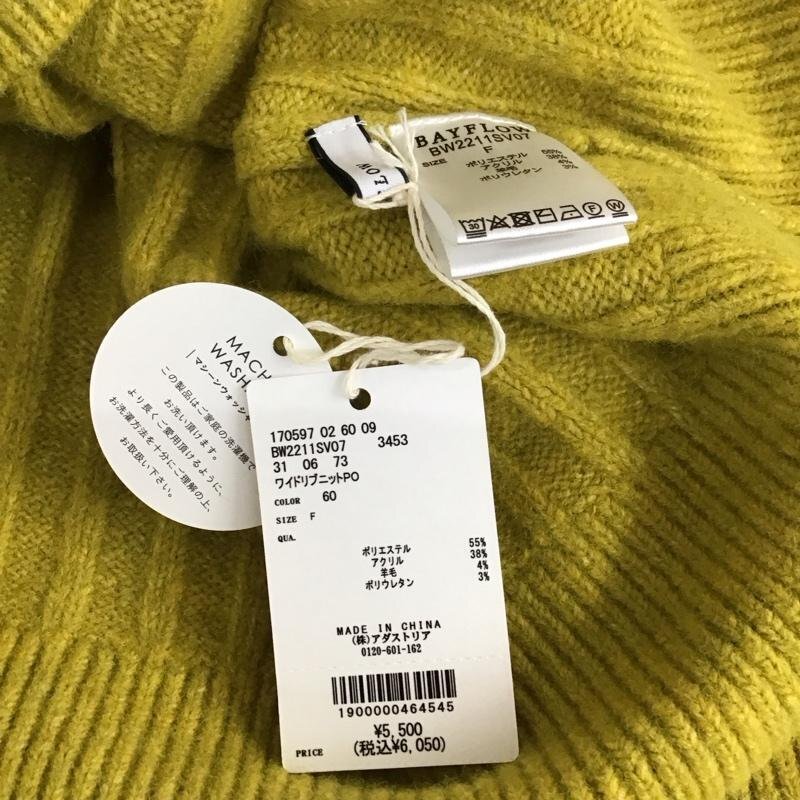 BAYFLOW
BW2211SV07
SIZE F
ポリエステル 55%
アクリル 38%
羊毛 4%
ポリウレタン 3%
30
F
W
MACH
WASH
マシーンウォッシャ
この製品はご家庭の洗濯機で
お洗い頂けます。
より長くご愛用頂けるように、
お洗濯方法を十分にご理解の上、
お取扱い下さい。
170597 02 60 09
BW2211SV07 3453
31 06 73
ワイドリブニットPO
COLOR 60
SIZE F
QUA.
ポリエステル 55%
アクリル 38%
羊毛 4%
ポリウレタン 3%
MADE IN CHINA
(株)アダストリア
0120-601-162
1900000464545
¥5,500
PRICE (税込¥6,050)